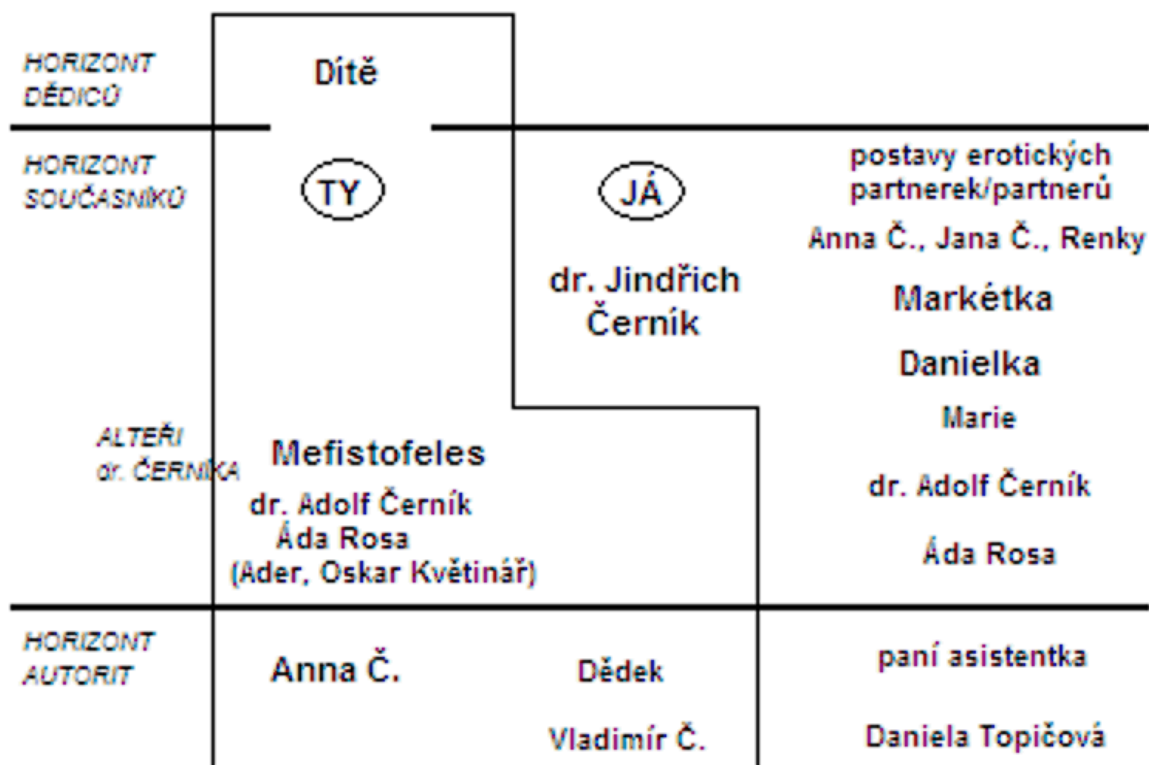 HORIZONT
DĚDICŮ
Dítě
HORIZONT
SOUČASNÍKŮ
TY
JÁ
postavy erotických
partnerek/partnerů
Anna Č., Jana Č., Renky
dr. Jindřich
Černík
Markétka
Danielka
Marie
ALTEŘI
dr. ČERNÍKA
Mefistofeles
dr. Adolf Černík
Áda Rosa
(Ader, Oskar Květinář)
dr. Adolf Černík
Áda Rosa
HORIZONT
AUTORIT
Anna Č.
Dědek
Vladimír Č.
paní asistentka
Daniela Topičová